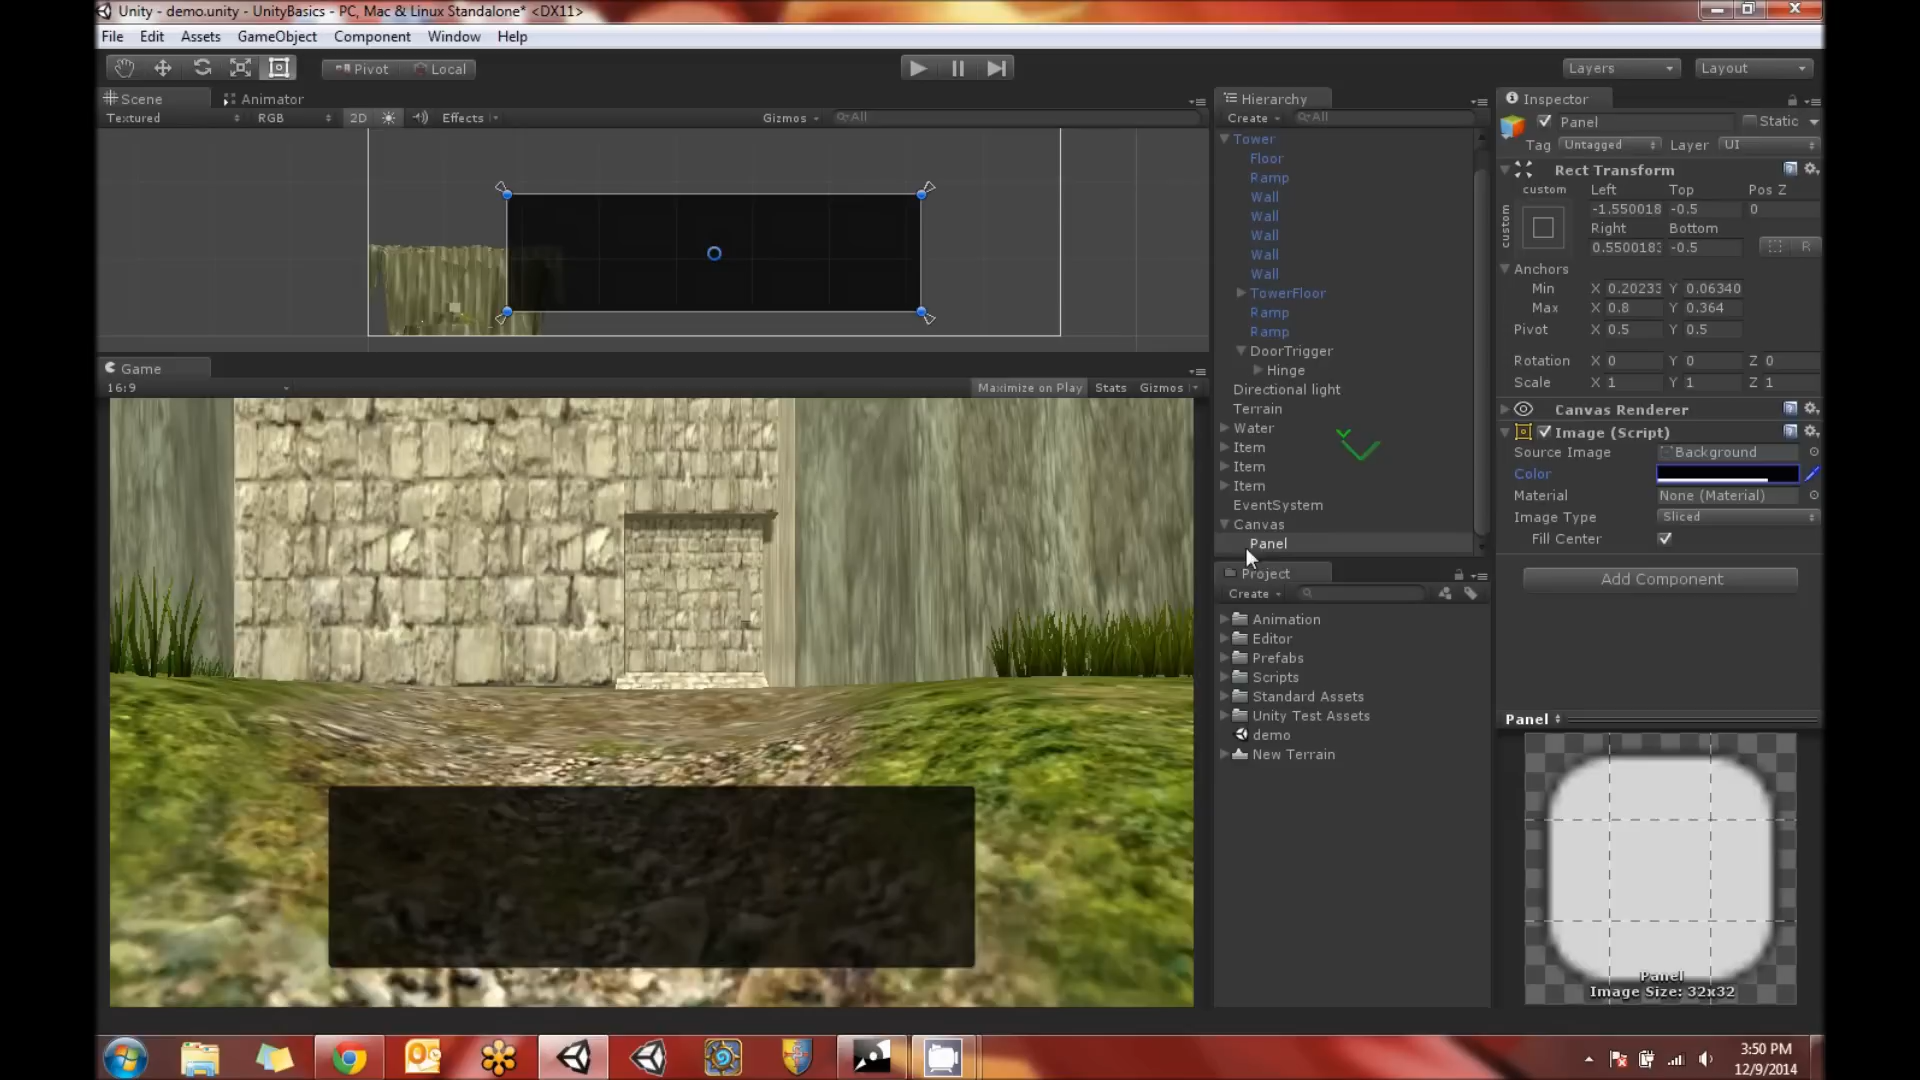 Unity - demo.unity - UnityBasics - PC, Mac & Linux Standalone* <DX11>
File Edit Assets GameObject Component Window Help
Pivot Local
Layers Layout
Scene Animator
Textured RGB 2D Effects Gizmos All
Game
16:9 Maximize on Play Stats Gizmos
Hierarchy
Create All
Tower
Floor
Ramp
Wall
Wall
Wall
Wall
Wall
TowerFloor
Ramp
Ramp
DoorTrigger
Hinge
Directional light
Terrain
Water
Item
Item
Item
EventSystem
Canvas
Panel
Project
Create
Animation
Editor
Prefabs
Scripts
Standard Assets
Unity Test Assets
demo
New Terrain
Inspector
Panel Static
Tag Untagged Layer UI
Rect Transform
custom Left Top Pos Z
custom
-1.550018 -0.5 0
Right Bottom
0.5500183 -0.5 R
Anchors
Min X 0.20233 Y 0.06340
Max X 0.8 Y 0.364
Pivot X 0.5 Y 0.5
Rotation X 0 Y 0 Z 0
Scale X 1 Y 1 Z 1
Canvas Renderer
Image (Script)
Source Image Background
Color
Material None (Material)
Image Type Sliced
Fill Center
Add Component
Panel
Panel
Image Size: 32x32
3:50 PM
12/9/2014